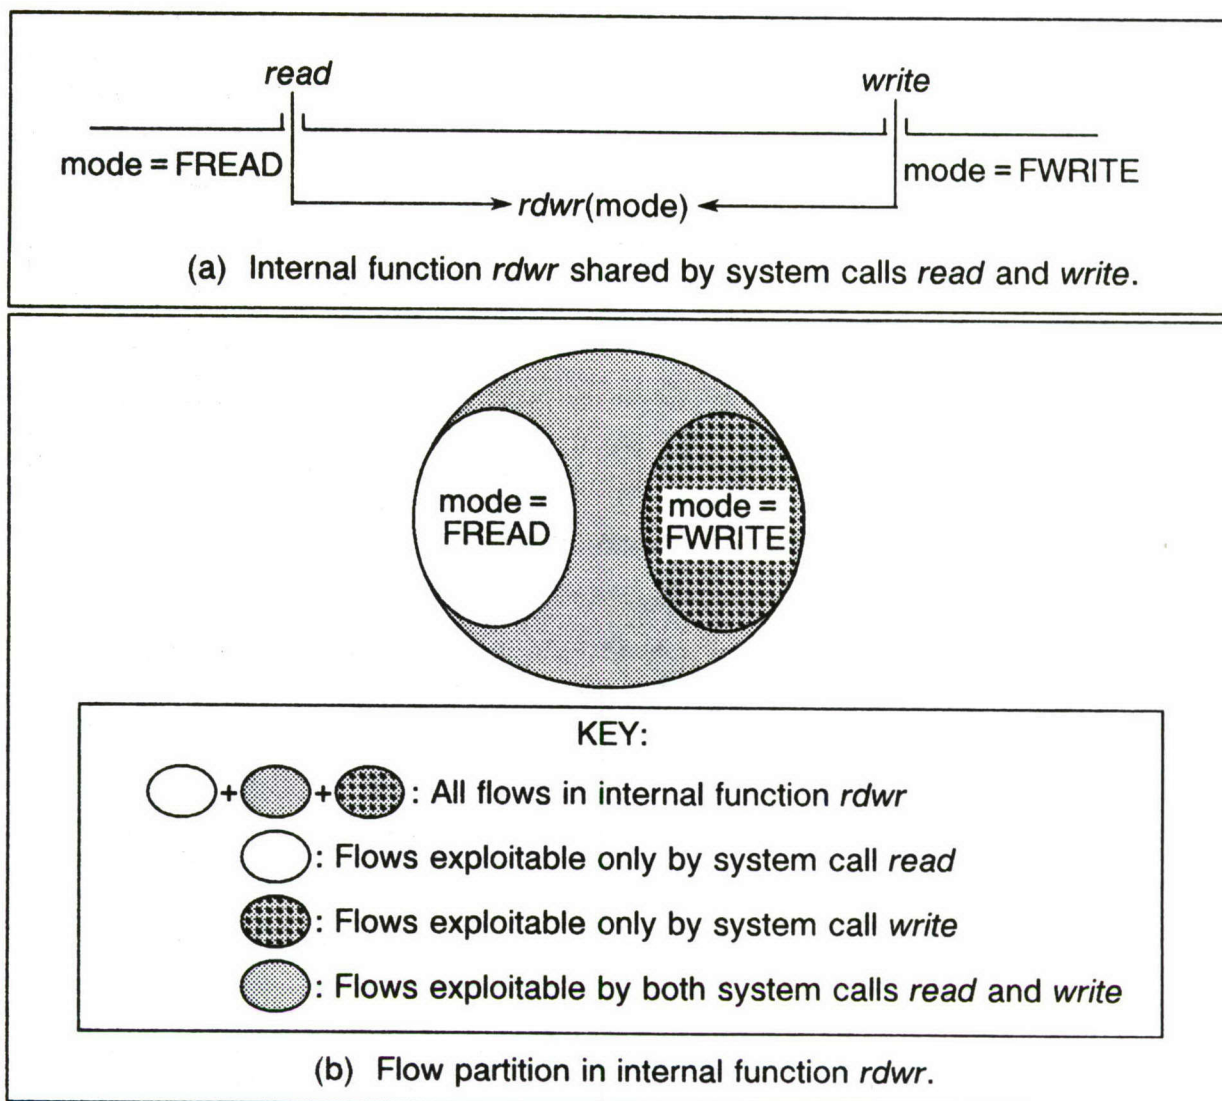 read
write
mode = FREAD
mode = FWRITE
rdwr(mode)
(a) Internal function rdwr shared by system calls read and write.
mode =
FREAD
mode =
FWRITE
KEY:
+ + : All flows in internal function rdwr
: Flows exploitable only by system call read
: Flows exploitable only by system call write
: Flows exploitable by both system calls read and write
(b) Flow partition in internal function rdwr.